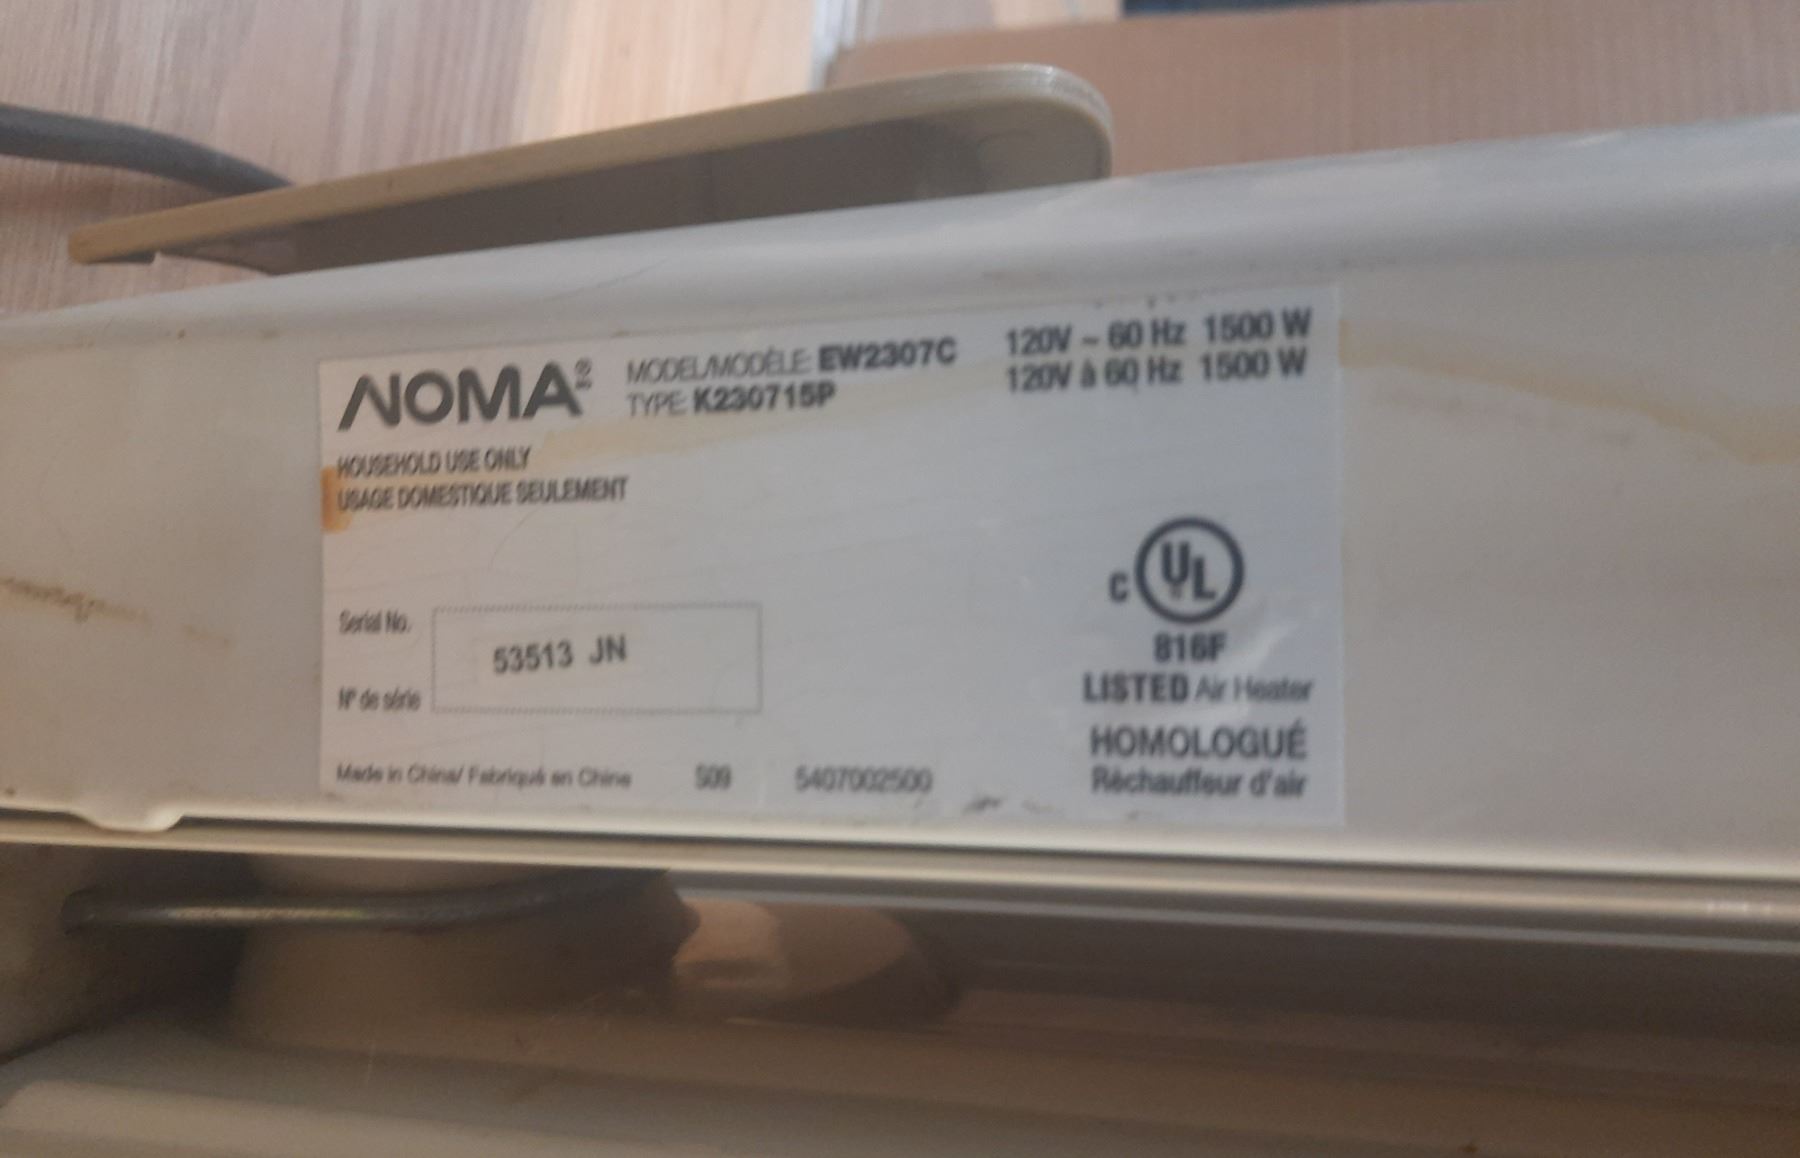 NOMA®
MODEL/MODÈLE: EW2307C
TYPE: K230715P
120V ~ 60 Hz 1500 W
120V à 60 Hz 1500 W
HOUSEHOLD USE ONLY
USAGE DOMESTIQUE SEULEMENT
Serial No.
53513 JN
N° de série
C UL
816F
LISTED Air Heater
HOMOLOGUÉ
Réchauffeur d'air
Made in China/ Fabriqué en Chine S09 5407002500